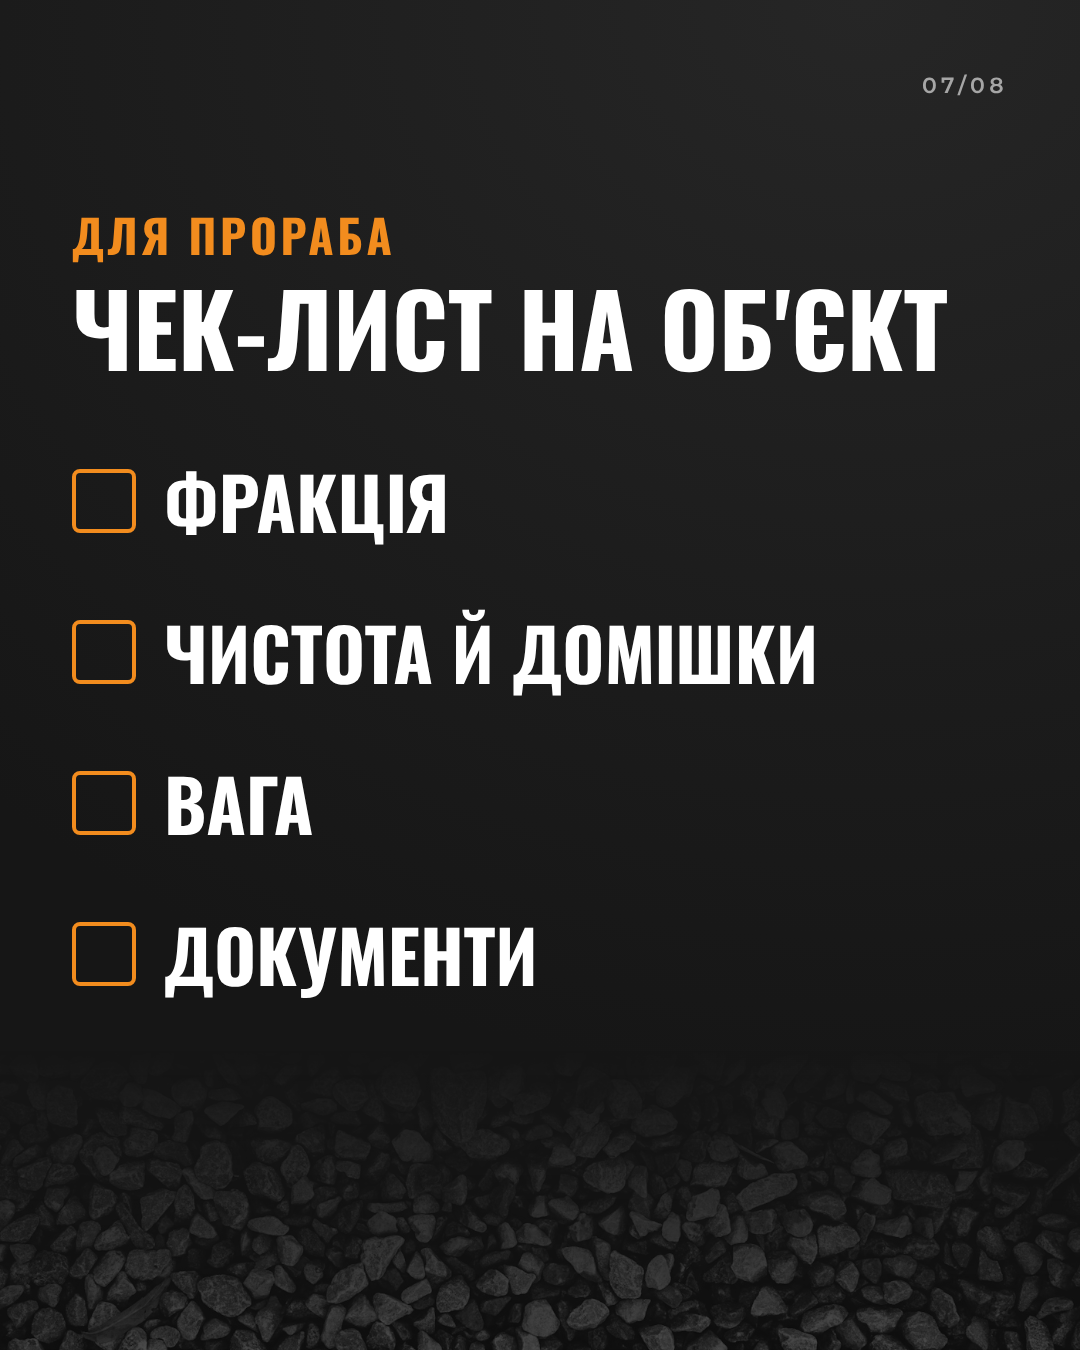 07/08
ДЛЯ ПРОРАБА
ЧЕК-ЛИСТ НА ОБ'ЄКТ
ФРАКЦІЯ
ЧИСТОТА Й ДОМІШКИ
ВАГА
ДОКУМЕНТИ